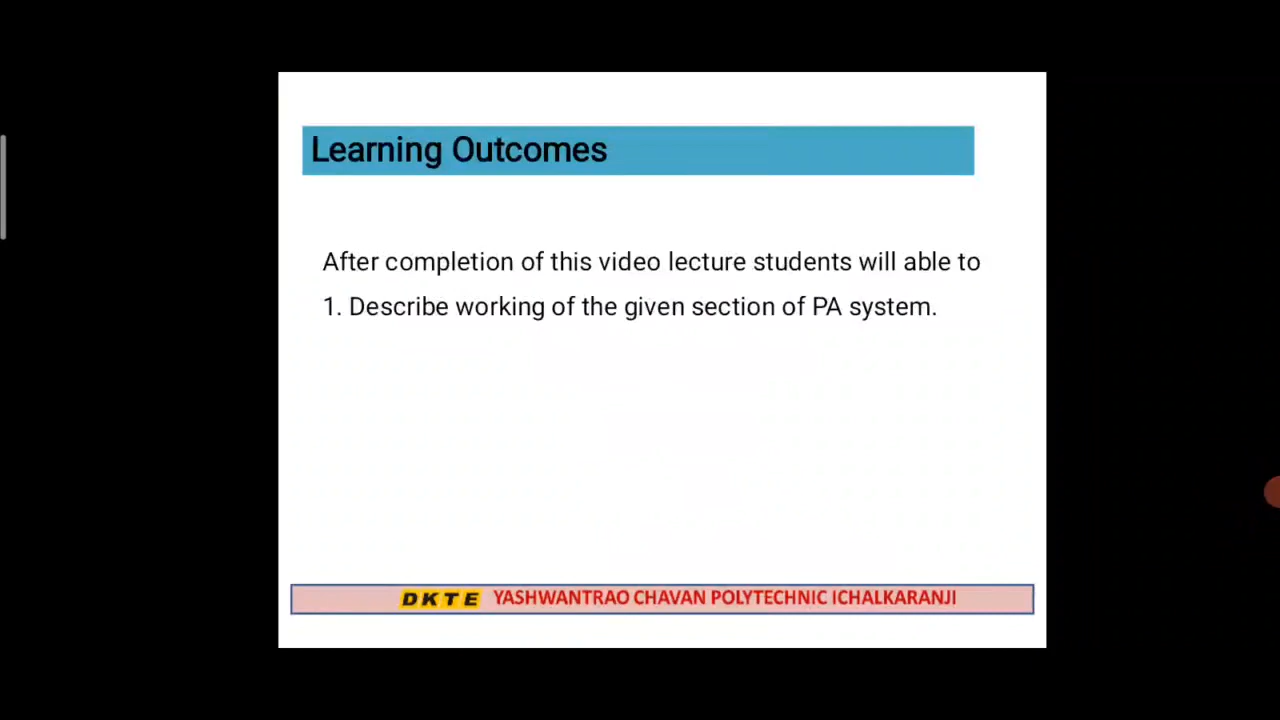 Learning Outcomes
After completion of this video lecture students will able to
1. Describe working of the given section of PA system.
DKTE YASHWANTRAO CHAVAN POLYTECHNIC ICHALKARANJI